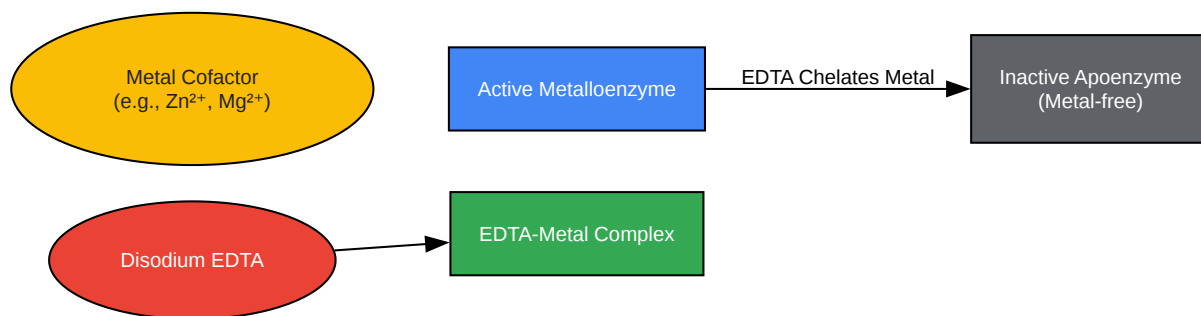 Metal Cofactor
(e.g., Zn²⁺, Mg²⁺)
Active Metalloenzyme
EDTA Chelates Metal
Inactive Apoenzyme
(Metal-free)
Disodium EDTA
EDTA-Metal Complex